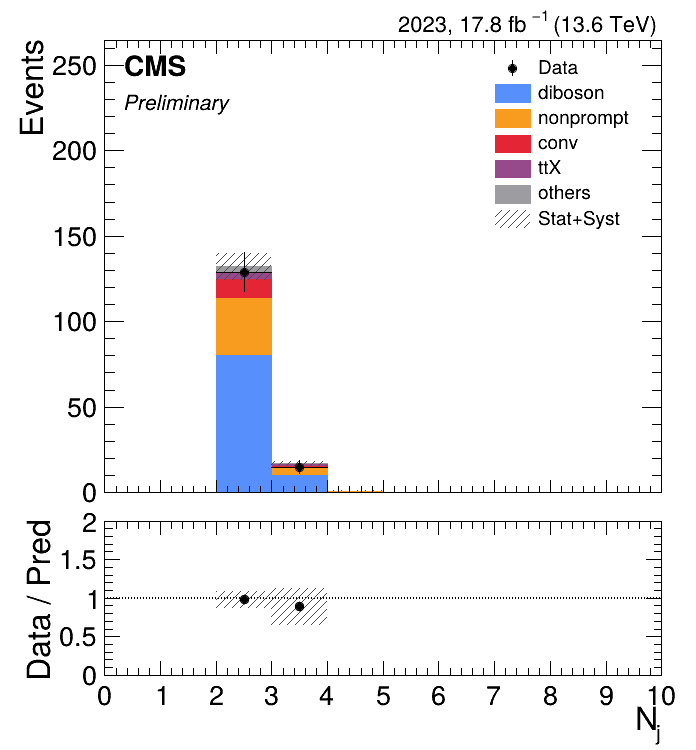 2023, 17.8 fb⁻¹ (13.6 TeV)
Events
CMS
Preliminary
Data
diboson
nonprompt
conv
ttX
others
Stat+Syst
250
200
150
100
50
0
Data / Pred
2
1.5
1
0.5
0
0 1 2 3 4 5 6 7 8 9 10
Nj